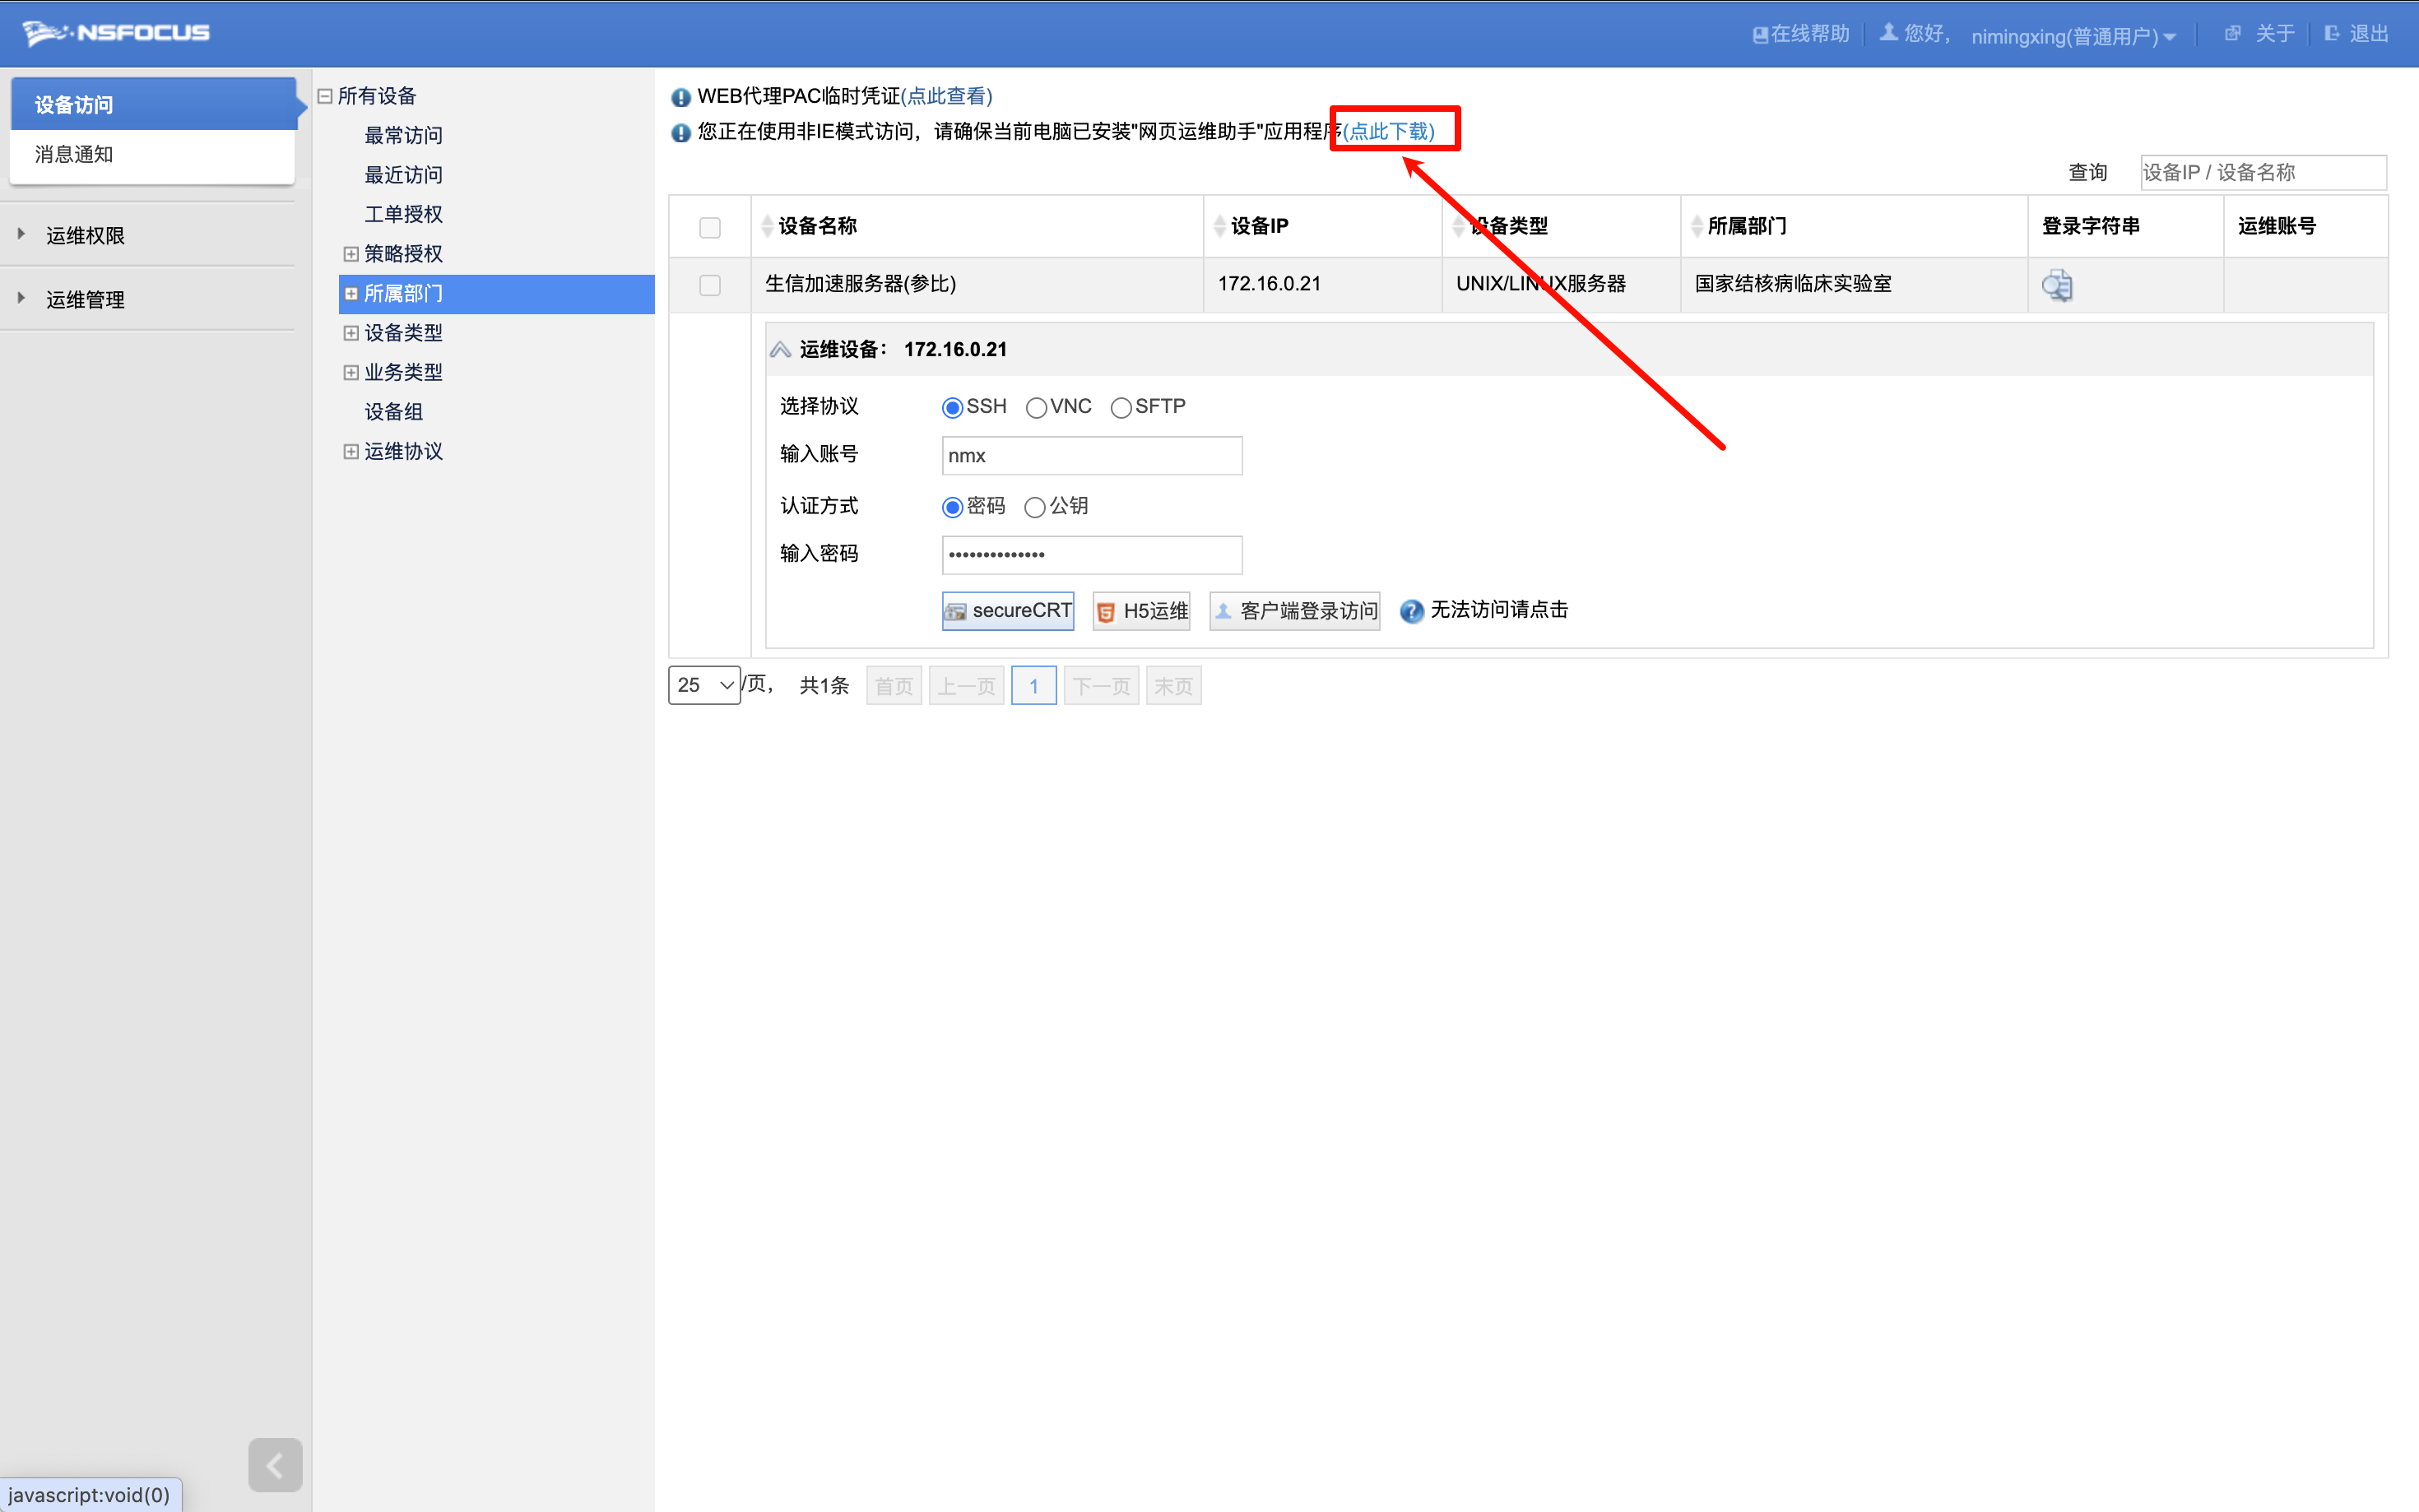 NSFOCUS
在线帮助 您好， nimingxing(普通用户) 关于 退出
设备访问
消息通知
运维权限
运维管理
所有设备
最常访问
最近访问
工单授权
策略授权
所属部门
设备类型
业务类型
设备组
运维协议
WEB代理PAC临时凭证(点此查看)
您正在使用非IE模式访问，请确保当前电脑已安装"网页运维助手"应用程序(点此下载)
查询 设备IP / 设备名称
设备名称 设备IP 设备类型 所属部门 登录字符串 运维账号
生信加速服务器(参比) 172.16.0.21 UNIX/LINUX服务器 国家结核病临床实验室
运维设备： 172.16.0.21
选择协议 SSH VNC SFTP
输入账号 nmx
认证方式 密码 公钥
输入密码 ••••••••••••••
secureCRT H5运维 客户端登录访问 无法访问请点击
25 /页， 共1条 首页 上一页 1 下一页 末页
javascript:void(0)